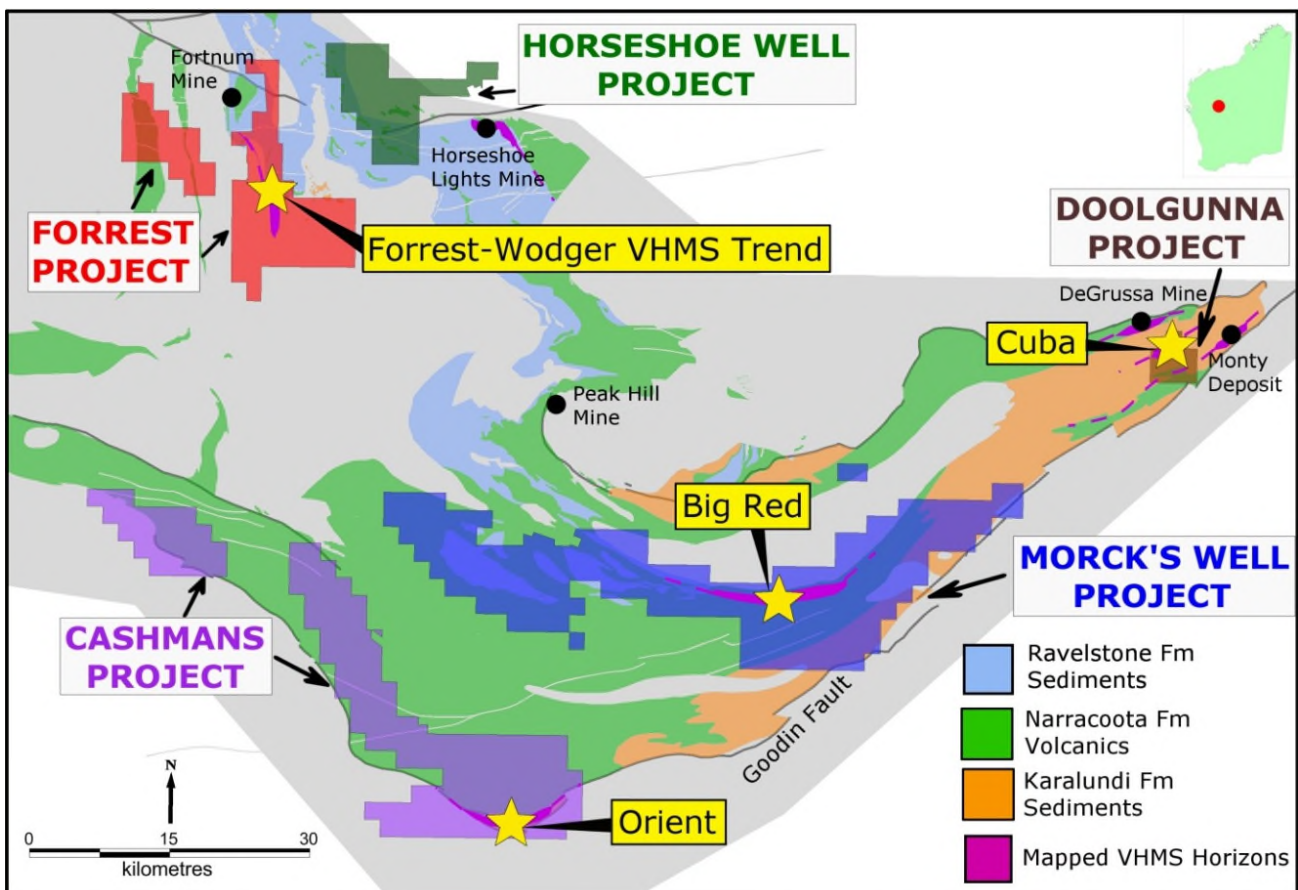 HORSESHOE WELL
PROJECT
Fortnum
Mine
Horseshoe
Lights Mine
FORREST
PROJECT
Forrest-Wodger VHMS Trend
DOOLGUNNA
PROJECT
DeGrussa Mine
Cuba
Monty
Deposit
Peak Hill
Mine
Big Red
MORCK'S WELL
PROJECT
CASHMANS
PROJECT
Goodin Fault
Orient
N
0 15 30
kilometres
Ravelstone Fm
Sediments
Narracoota Fm
Volcanics
Karalundi Fm
Sediments
Mapped VHMS Horizons